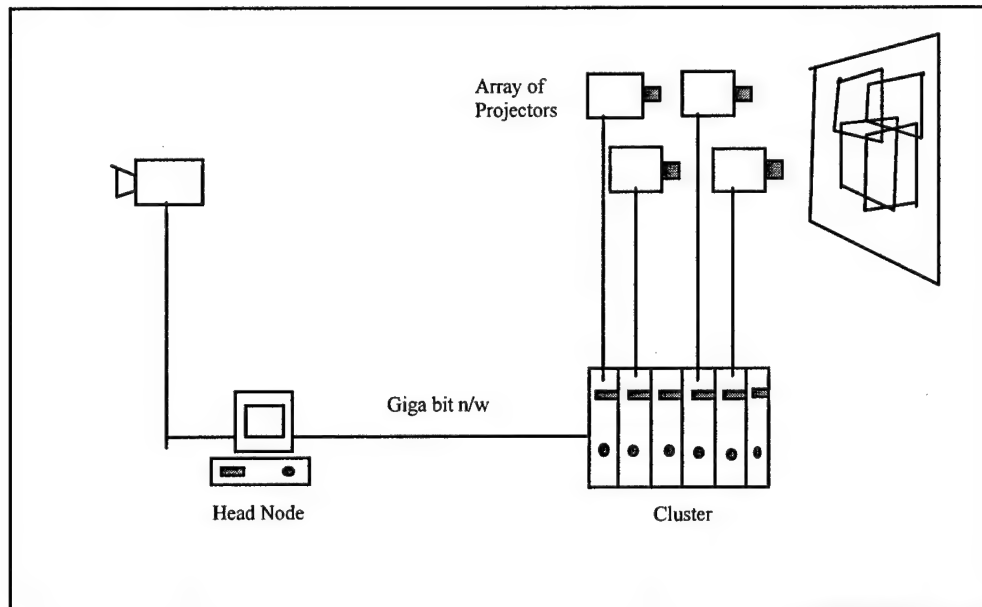 Array of
Projectors
Giga bit n/w
Head Node
Cluster